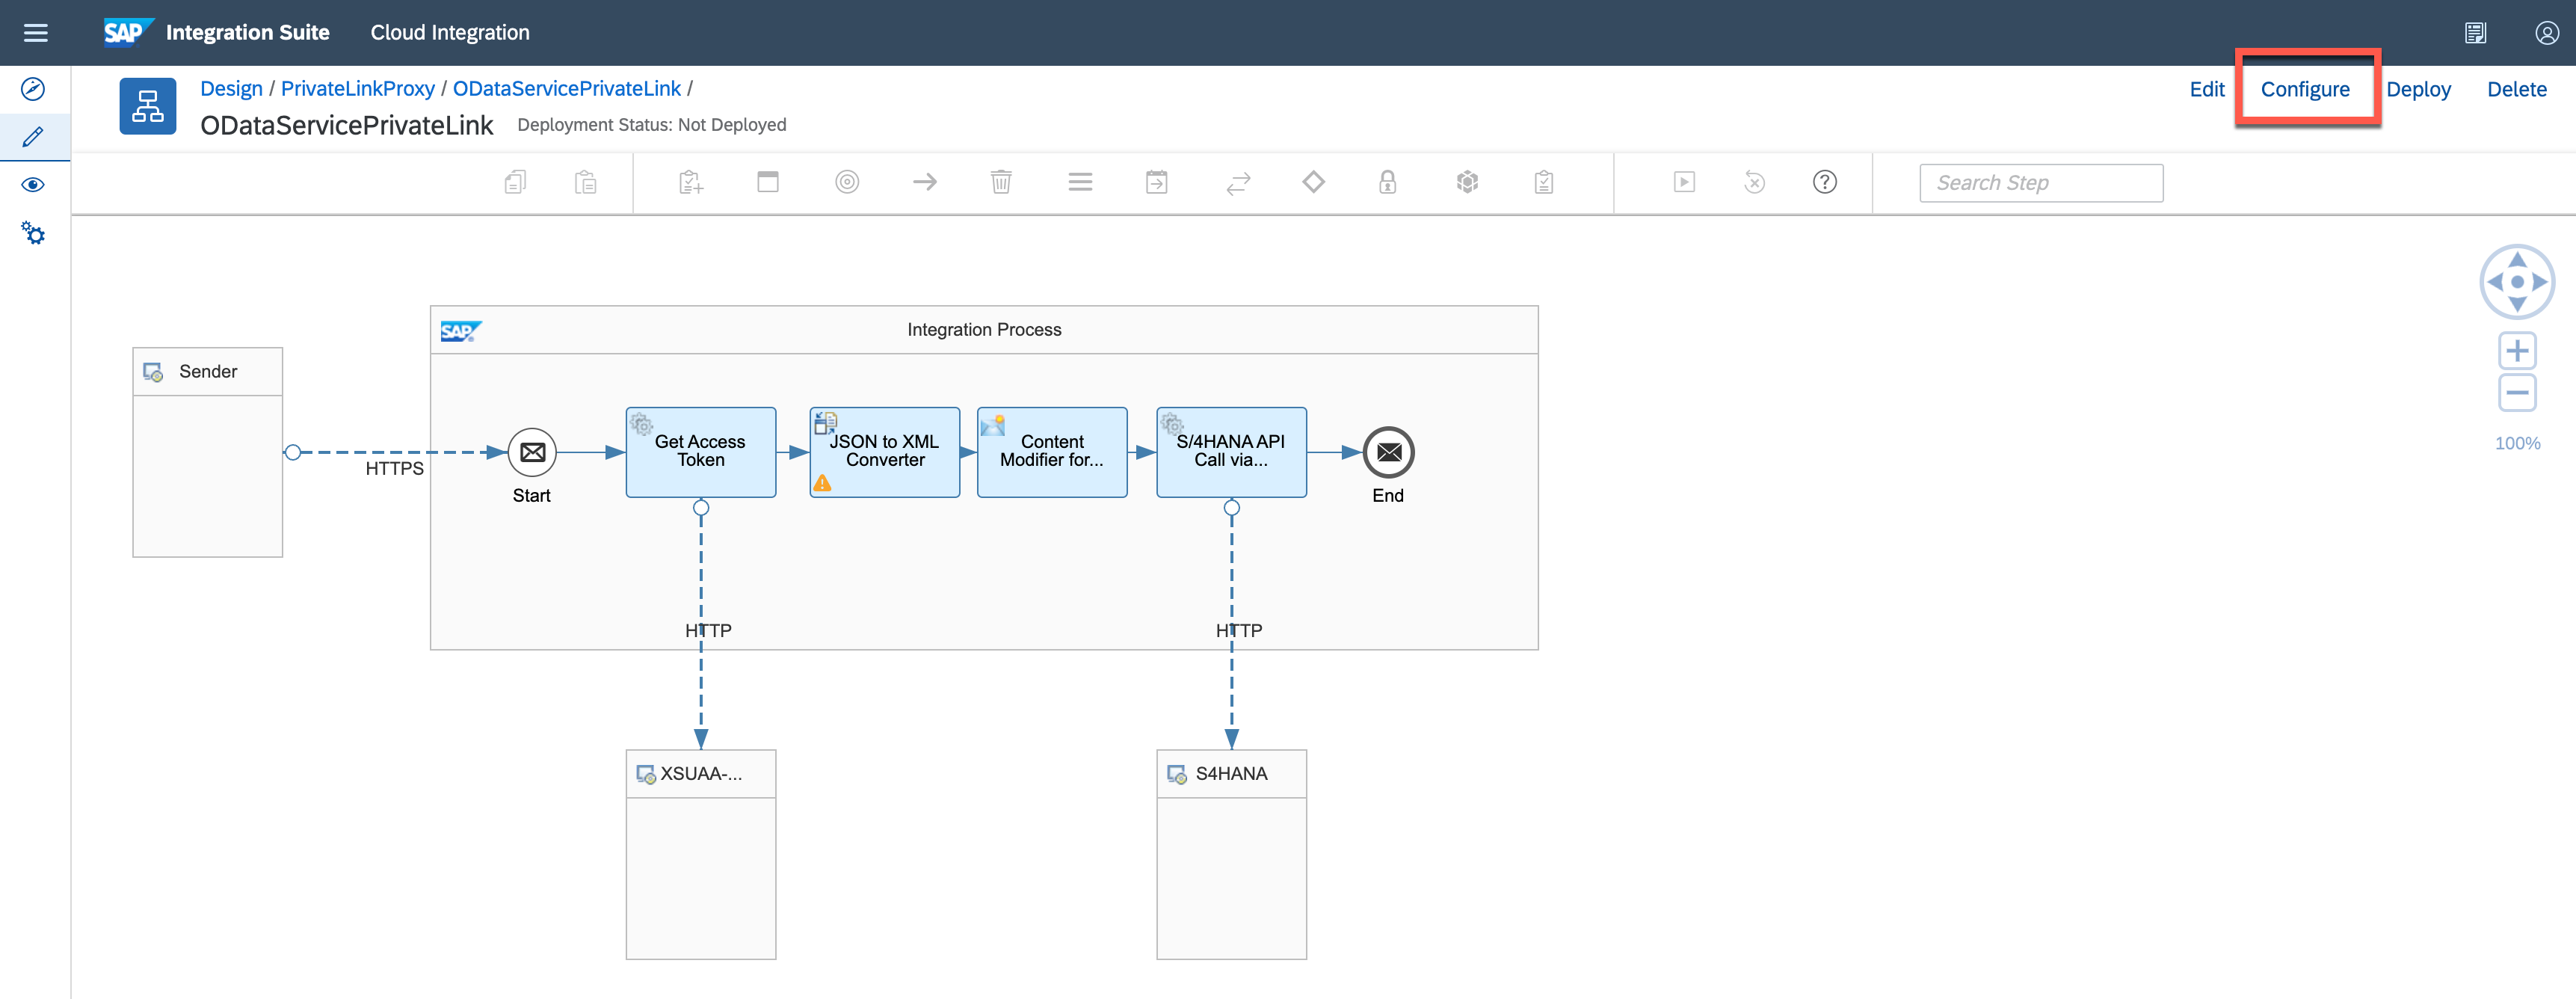 SAP Integration Suite Cloud Integration
Design / PrivateLinkProxy / ODataServicePrivateLink /
ODataServicePrivateLink Deployment Status: Not Deployed
Edit Configure Deploy Delete
Search Step
SAP Integration Process
Sender
HTTPS
Start
Get Access
Token
JSON to XML
Converter
Content
Modifier for...
S/4HANA API
Call via...
End
HTTP
HTTP
XSUAA-...
S4HANA
100%